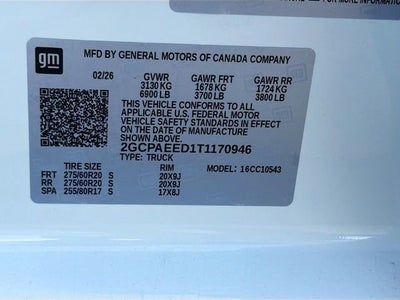 gm
MFD BY GENERAL MOTORS OF CANADA COMPANY
02/26 GVWR GAWR FRT GAWR RR
3130 KG 1678 KG 1724 KG
6900 LB 3700 LB 3800 LB
THIS VEHICLE CONFORMS TO ALL
APPLICABLE U.S. FEDERAL MOTOR
VEHICLE SAFETY STANDARDS IN
EFFECT ON THE DATE OF MANUFACTURE
SHOWN ABOVE.
2GCPAEED1T1170946
TYPE: TRUCK
TIRE SIZE RIM MODEL: 16CC10543
FRT 275/60R20 S 20X9J
RR 275/60R20 S 20X9J
SPA 255/80R17 S 17X8J